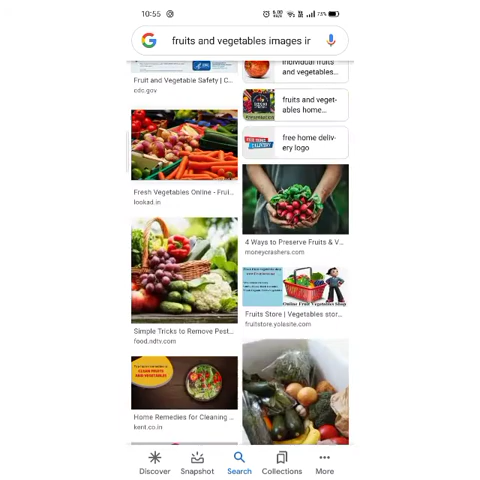 10:55
73%
fruits and vegetables images ir
Fruit and Vegetable Safety | C...
cdc.gov
individual fruits
and vegetables...
fruits and veget-
ables home...
free home deliv-
ery logo
Fresh Vegetables Online - Frui...
lookad.in
4 Ways to Preserve Fruits & V...
moneycrashers.com
Online Fruit Vegetables Shop
Fruits Store | Vegetables stor...
fruitstore.yolasite.com
Simple Tricks to Remove Pest...
food.ndtv.com
CLEAN FRUITS
AND VEGETABLES
Home Remedies for Cleaning ...
kent.co.in
Discover
Snapshot
Search
Collections
More